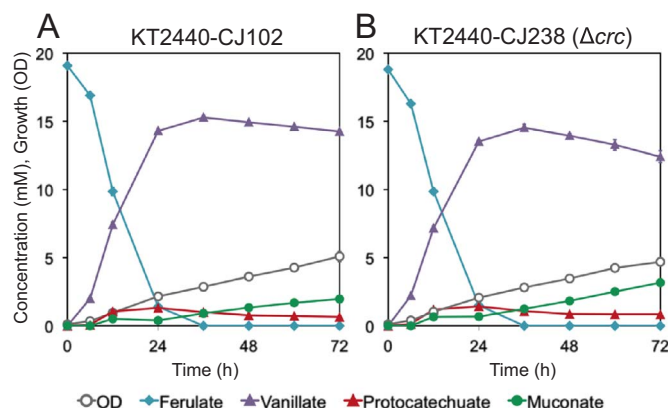 A
KT2440-CJ102
B
KT2440-CJ238 (Δcrc)
Concentration (mM), Growth (OD)
20
15
10
5
0
20
15
10
5
0
0
24
48
72
0
24
48
72
Time (h)
Time (h)
OD Ferulate Vanillate Protocatechuate Muconate